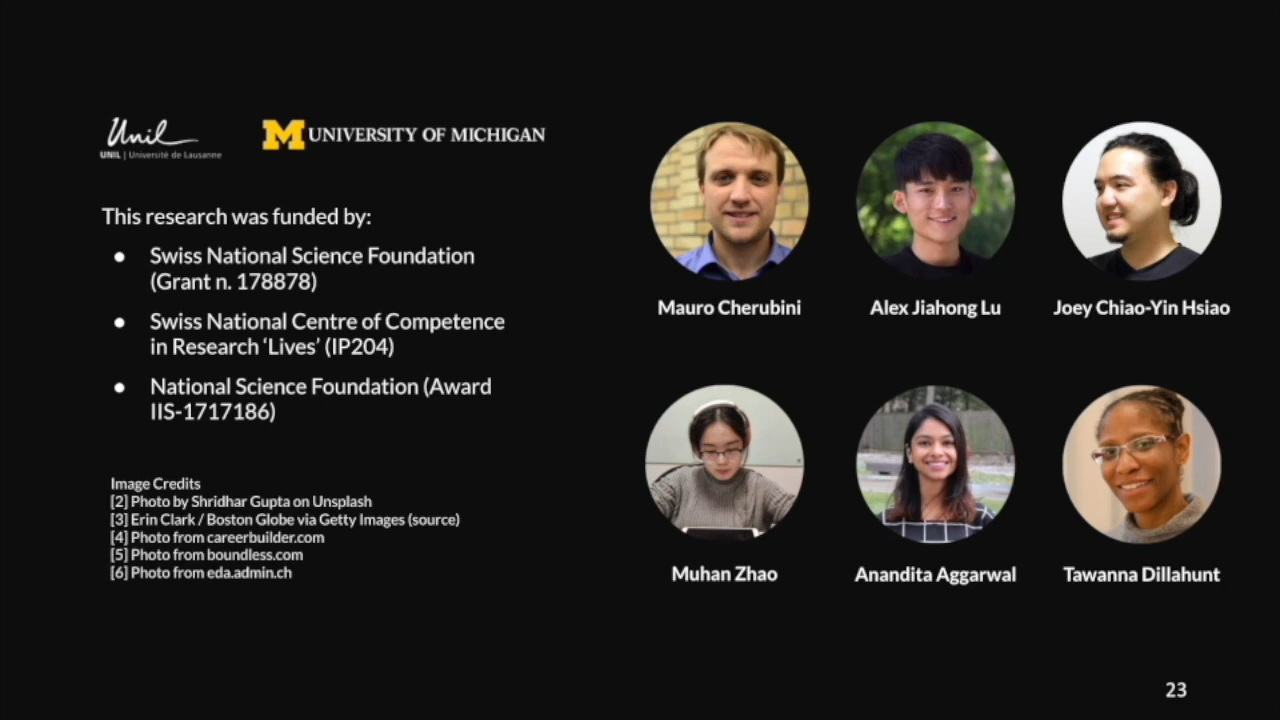 Unil
UNIL | Université de Lausanne
M UNIVERSITY OF MICHIGAN
This research was funded by:
● Swiss National Science Foundation
(Grant n. 178878)
● Swiss National Centre of Competence
in Research ‘Lives’ (IP204)
● National Science Foundation (Award
IIS-1717186)
Image Credits
[2] Photo by Shridhar Gupta on Unsplash
[3] Erin Clark / Boston Globe via Getty Images (source)
[4] Photo from careerbuilder.com
[5] Photo from boundless.com
[6] Photo from eda.admin.ch
Mauro Cherubini
Alex Jiahong Lu
Joey Chiao-Yin Hsiao
Muhan Zhao
Anandita Aggarwal
Tawanna Dillahunt
23